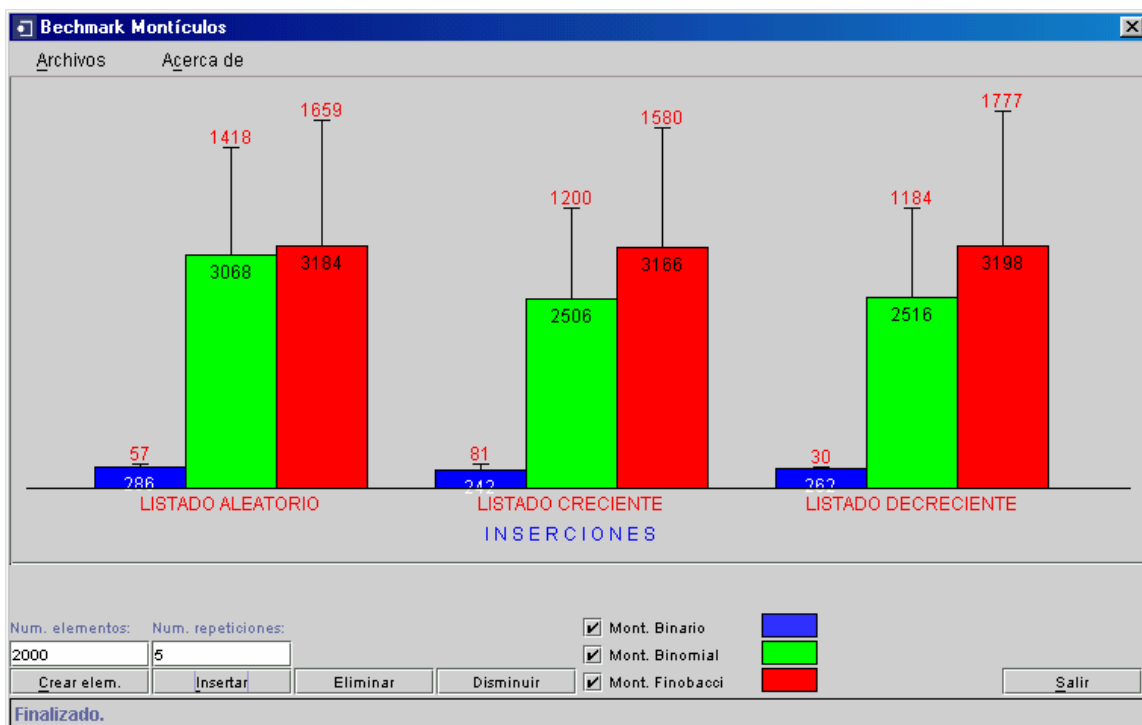 Bechmark Montículos
Archivos Acerca de
1418 1659 1200 1580 1184 1777
3068 3184 2506 3166 2516 3198
57 81 30
286 242 262
LISTADO ALEATORIO LISTADO CRECIENTE LISTADO DECRECIENTE
INSERCIONES
Num. elementos: Num. repeticiones:
2000 5
Mont. Binario
Mont. Binomial
Mont. Finobacci
Crear elem. Insertar Eliminar Disminuir Salir
Finalizado.